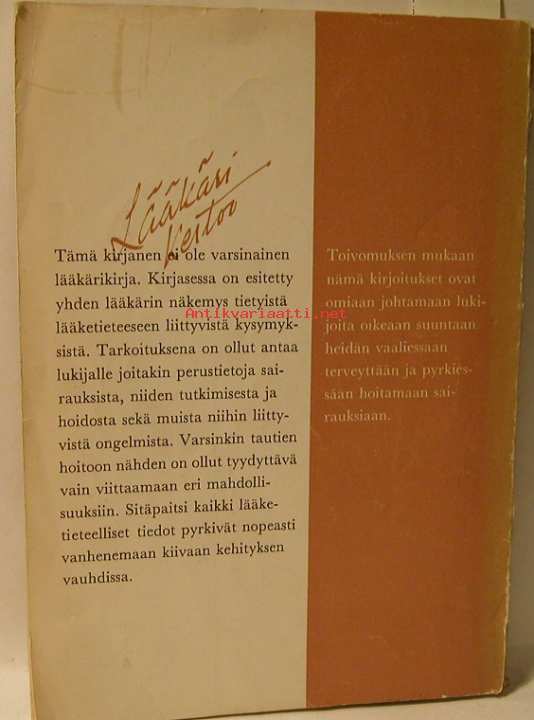 Lääkäri
kertoo
Tämä kirjanen ei ole varsinainen
lääkärikirja. Kirjasessa on esitetty
yhden lääkärin näkemys tietyistä
lääketieteeseen liittyvistä kysymyk-
sistä. Tarkoituksena on ollut antaa
lukijalle joitakin perustietoja sai-
rauksista, niiden tutkimisesta ja
hoidosta sekä muista niihin liitty-
vistä ongelmista. Varsinkin tautien
hoitoon nähden on ollut tyydyttävä
vain viittaamaan eri mahdolli-
suuksiin. Sitäpaitsi kaikki lääke-
tieteelliset tiedot pyrkivät nopeasti
vanhenemaan kiivaan kehityksen
vauhdissa.
Toivomuksen mukaan
nämä kirjoitukset ovat
omiaan johtamaan luki-
joita oikeaan suuntaan
heidän vaaliessaan
terveyttään ja pyrkies-
sään hoitamaan sai-
rauksiaan.
Antikvariaatti.net